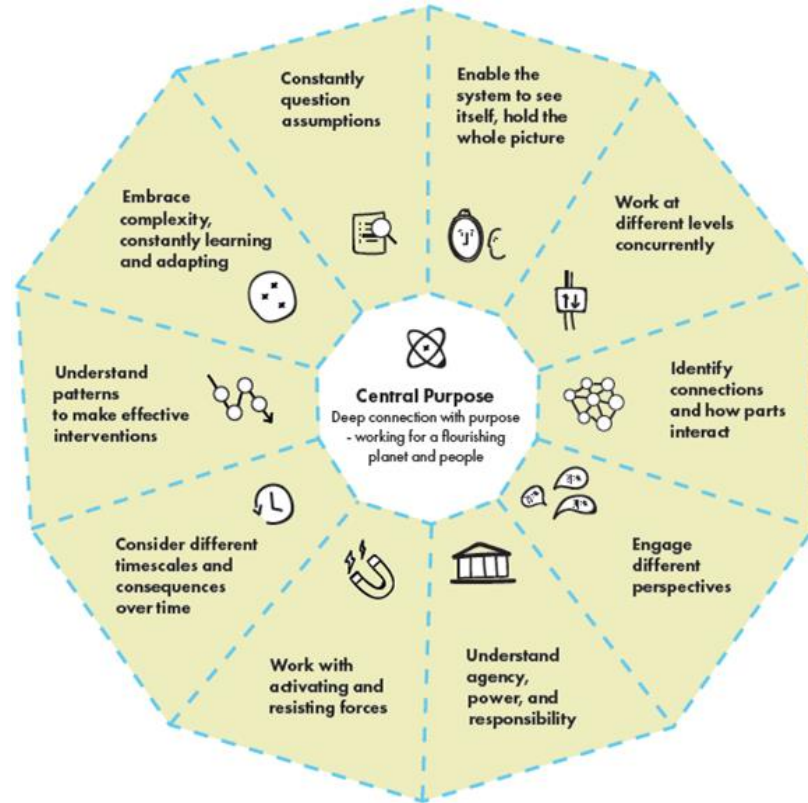 Constantly
question
assumptions
Enable the
system to see
itself, hold the
whole picture
Work at
different levels
concurrently
Identify
connections
and how parts
interact
Engage
different
perspectives
Understand
agency,
power, and
responsibility
Work with
activating and
resisting forces
Consider different
timescales and
consequences
over time
Understand
patterns
to make effective
interventions
Embrace
complexity,
constantly learning
and adapting
Central Purpose
Deep connection with purpose
- working for a flourishing
planet and people